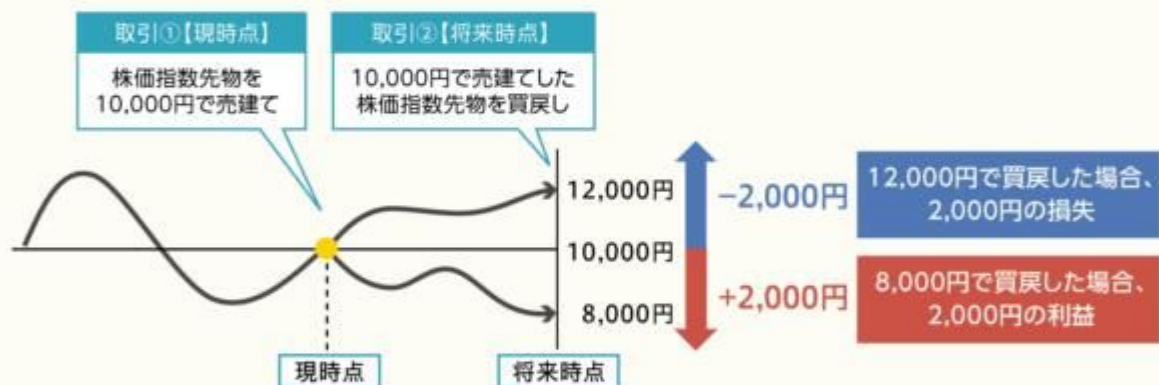 取引①【現時点】
株価指数先物を
10,000円で売建て
取引②【将来時点】
10,000円で売建てした
株価指数先物を買戻し
12,000円
10,000円
8,000円
−2,000円
+2,000円
12,000円で買戻した場合、
2,000円の損失
8,000円で買戻した場合、
2,000円の利益
現時点
将来時点